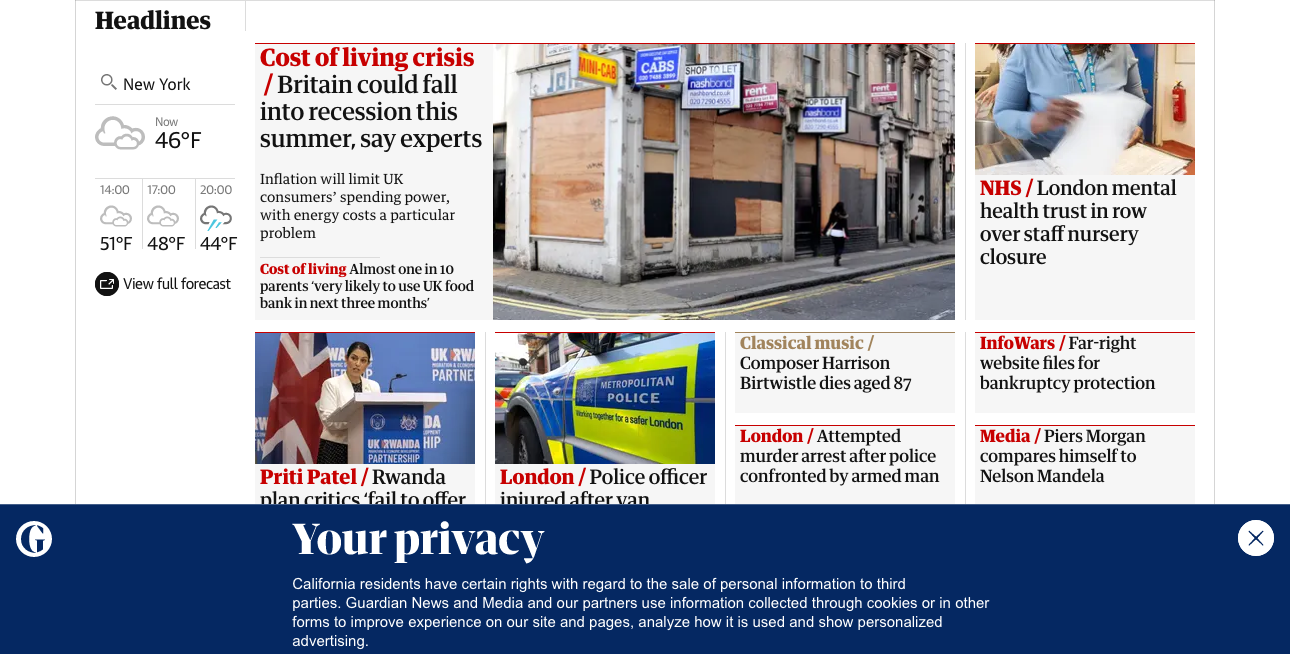 Headlines
New York
Now
46°F
14:00
17:00
20:00
51°F
48°F
44°F
View full forecast
Cost of living crisis
/ Britain could fall
into recession this
summer, say experts
Inflation will limit UK
consumers’ spending power,
with energy costs a particular
problem
Cost of living Almost one in 10
parents ‘very likely to use UK food
bank in next three months’
MINI-CAB
CABS
SHOP TO LET
nashbond
nashbond.co.uk
020 7290 4555
rent
SHOP TO LET
nashbond
020 7290 4555
rent
NHS / London mental
health trust in row
over staff nursery
closure
UK RWANDA
PARTNERSHIP
Priti Patel / Rwanda
plan critics ‘fail to offer
METROPOLITAN
POLICE
Working together for a safer London
London / Police officer
injured after van
Classical music /
Composer Harrison
Birtwistle dies aged 87
InfoWars / Far-right
website files for
bankruptcy protection
London / Attempted
murder arrest after police
confronted by armed man
Media / Piers Morgan
compares himself to
Nelson Mandela
Your privacy
California residents have certain rights with regard to the sale of personal information to third
parties. Guardian News and Media and our partners use information collected through cookies or in other
forms to improve experience on our site and pages, analyze how it is used and show personalized
advertising.